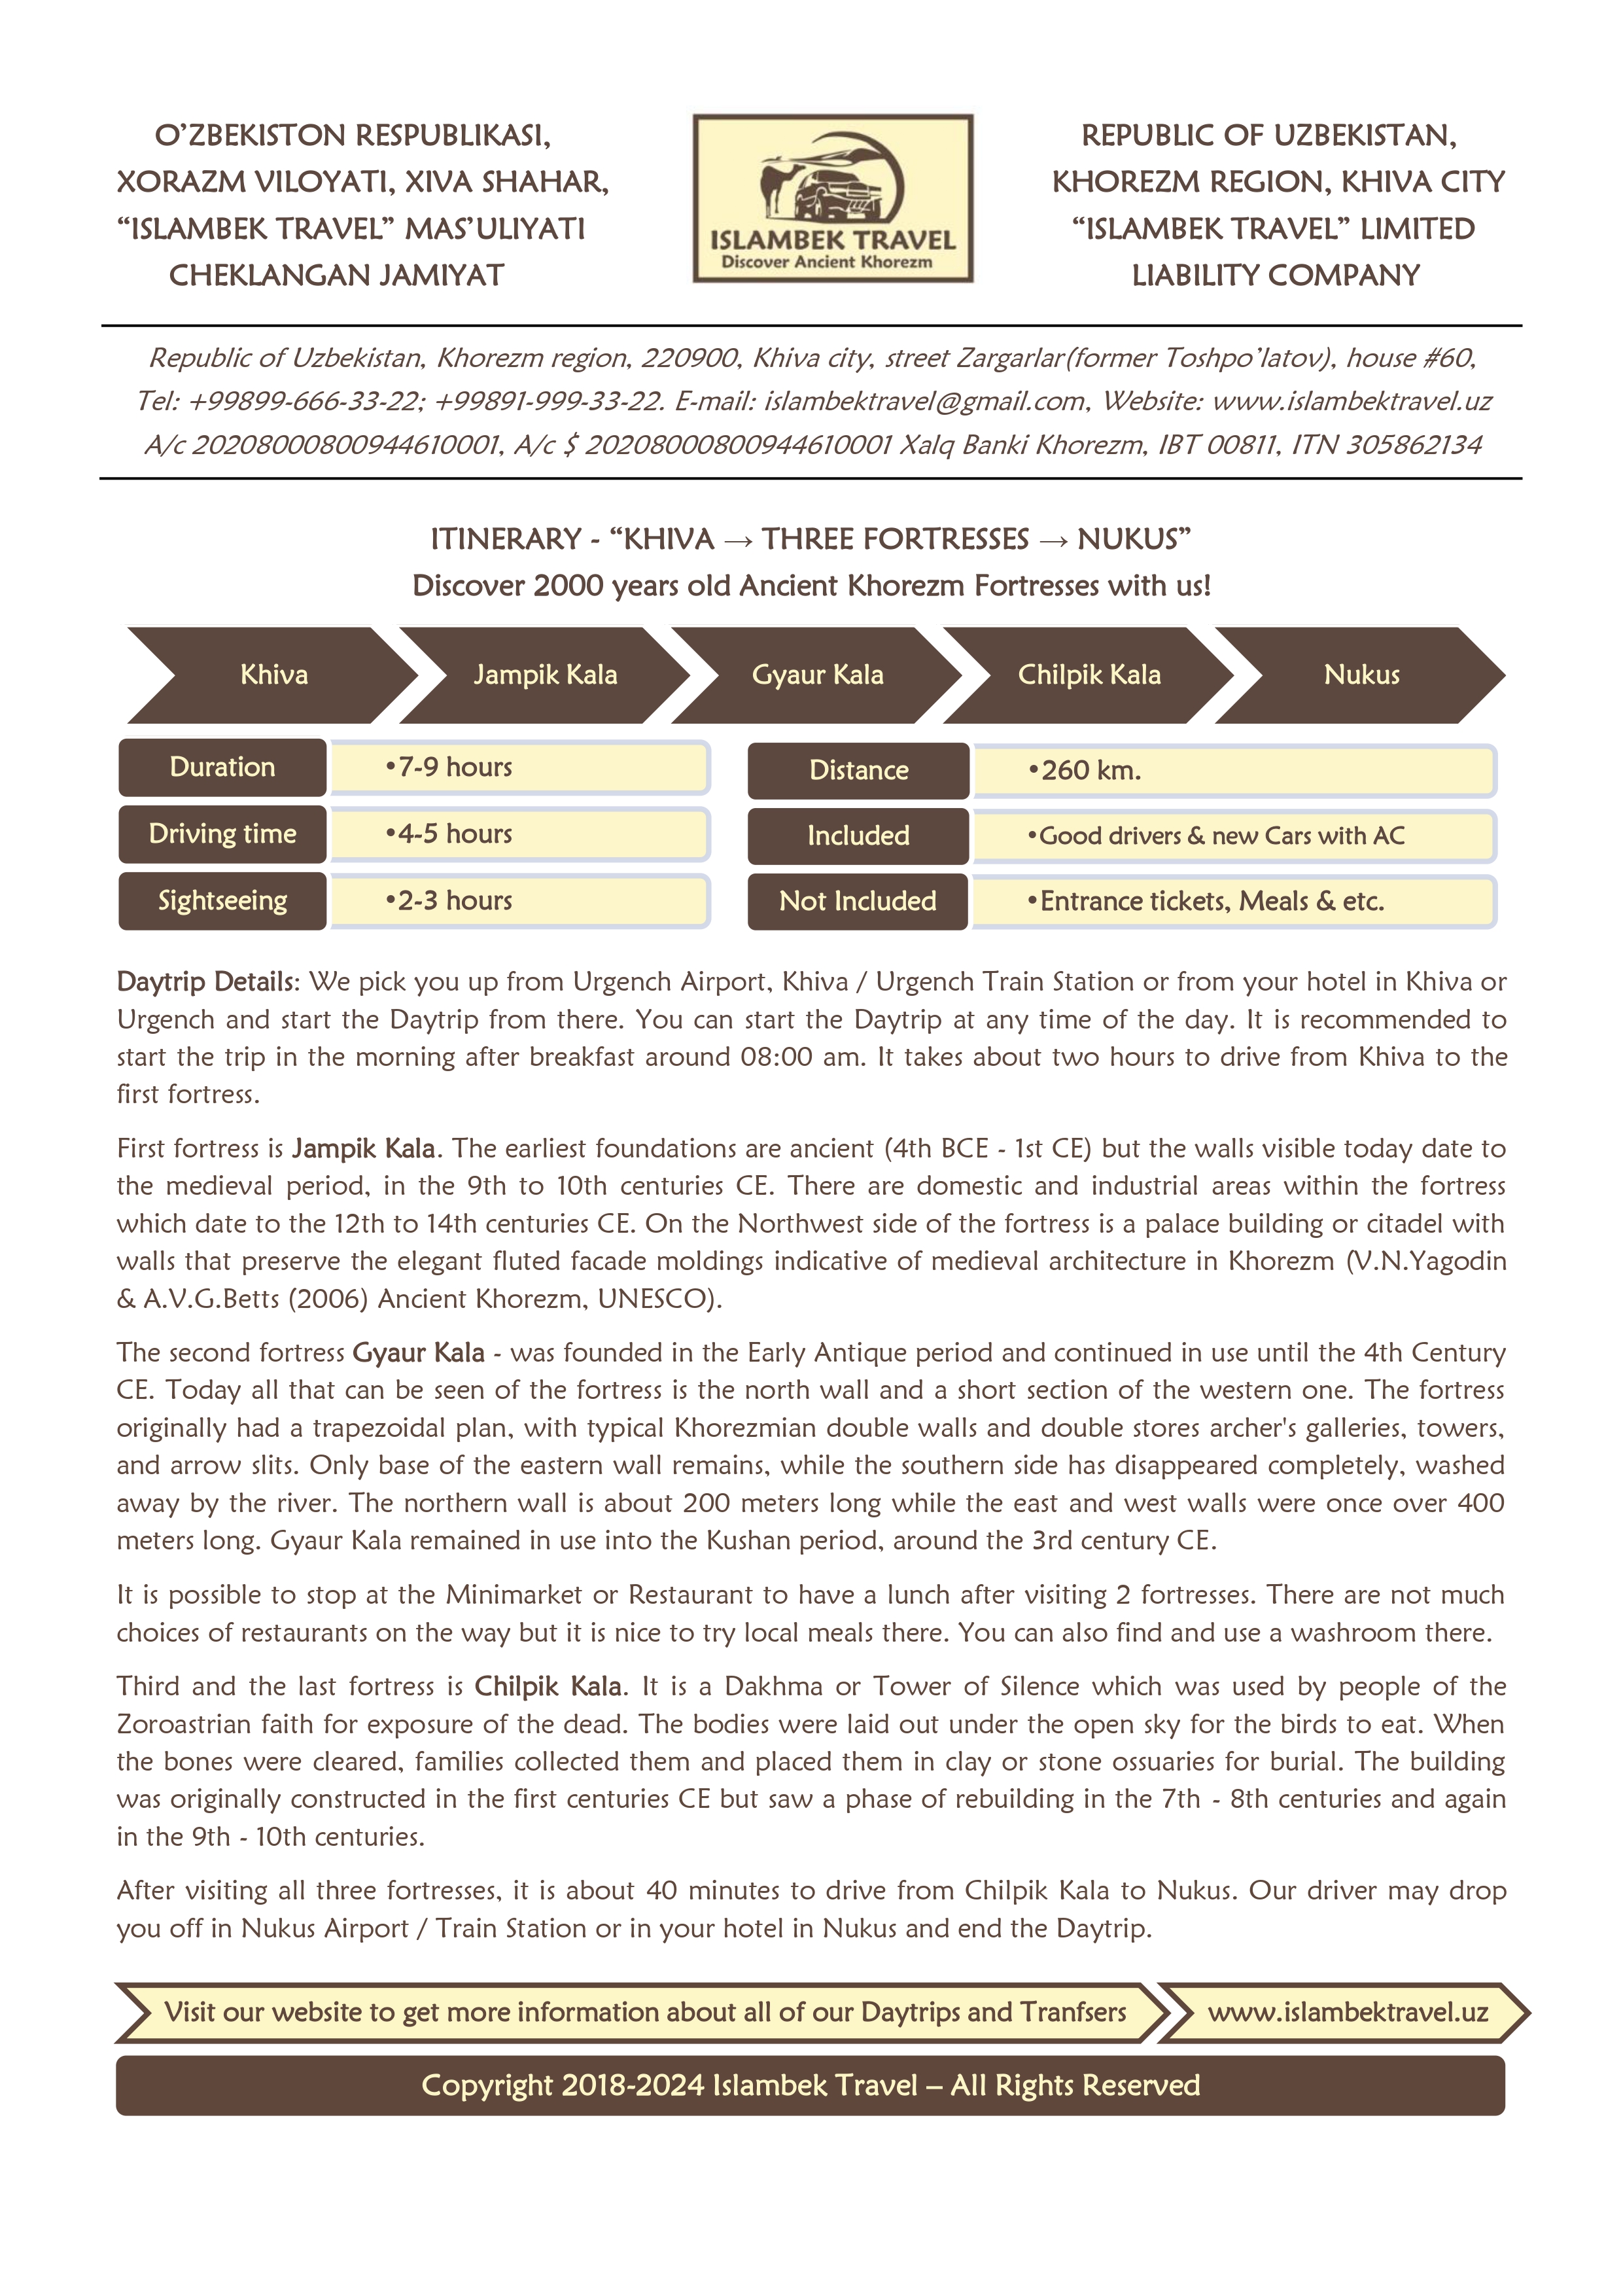 O’ZBEKISTON RESPUBLIKASI,
XORAZM VILOYATI, XIVA SHAHAR,
“ISLAMBEK TRAVEL” MAS’ULIYATI
CHEKLANGAN JAMIYAT
ISLAMBEK TRAVEL
Discover Ancient Khorezm
REPUBLIC OF UZBEKISTAN,
KHOREZM REGION, KHIVA CITY
“ISLAMBEK TRAVEL” LIMITED
LIABILITY COMPANY
Republic of Uzbekistan, Khorezm region, 220900, Khiva city, street Zargarlar(former Toshpo’latov), house #60,
Tel: +99899-666-33-22; +99891-999-33-22. E-mail: islambektravel@gmail.com, Website: www.islambektravel.uz
A/c 20208000800944610001, A/c $ 20208000800944610001 Xalq Banki Khorezm, IBT 00811, ITN 305862134
ITINERARY - “KHIVA → THREE FORTRESSES → NUKUS”
Discover 2000 years old Ancient Khorezm Fortresses with us!
Khiva
Jampik Kala
Gyaur Kala
Chilpik Kala
Nukus
Duration
•7-9 hours
Driving time
•4-5 hours
Sightseeing
•2-3 hours
Distance
•260 km.
Included
•Good drivers & new Cars with AC
Not Included
•Entrance tickets, Meals & etc.
Daytrip Details: We pick you up from Urgench Airport, Khiva / Urgench Train Station or from your hotel in Khiva or
Urgench and start the Daytrip from there. You can start the Daytrip at any time of the day. It is recommended to
start the trip in the morning after breakfast around 08:00 am. It takes about two hours to drive from Khiva to the
first fortress.
First fortress is Jampik Kala. The earliest foundations are ancient (4th BCE - 1st CE) but the walls visible today date to
the medieval period, in the 9th to 10th centuries CE. There are domestic and industrial areas within the fortress
which date to the 12th to 14th centuries CE. On the Northwest side of the fortress is a palace building or citadel with
walls that preserve the elegant fluted facade moldings indicative of medieval architecture in Khorezm (V.N.Yagodin
& A.V.G.Betts (2006) Ancient Khorezm, UNESCO).
The second fortress Gyaur Kala - was founded in the Early Antique period and continued in use until the 4th Century
CE. Today all that can be seen of the fortress is the north wall and a short section of the western one. The fortress
originally had a trapezoidal plan, with typical Khorezmian double walls and double stores archer's galleries, towers,
and arrow slits. Only base of the eastern wall remains, while the southern side has disappeared completely, washed
away by the river. The northern wall is about 200 meters long while the east and west walls were once over 400
meters long. Gyaur Kala remained in use into the Kushan period, around the 3rd century CE.
It is possible to stop at the Minimarket or Restaurant to have a lunch after visiting 2 fortresses. There are not much
choices of restaurants on the way but it is nice to try local meals there. You can also find and use a washroom there.
Third and the last fortress is Chilpik Kala. It is a Dakhma or Tower of Silence which was used by people of the
Zoroastrian faith for exposure of the dead. The bodies were laid out under the open sky for the birds to eat. When
the bones were cleared, families collected them and placed them in clay or stone ossuaries for burial. The building
was originally constructed in the first centuries CE but saw a phase of rebuilding in the 7th - 8th centuries and again
in the 9th - 10th centuries.
After visiting all three fortresses, it is about 40 minutes to drive from Chilpik Kala to Nukus. Our driver may drop
you off in Nukus Airport / Train Station or in your hotel in Nukus and end the Daytrip.
Visit our website to get more information about all of our Daytrips and Tranfsers
www.islambektravel.uz
Copyright 2018-2024 Islambek Travel – All Rights Reserved